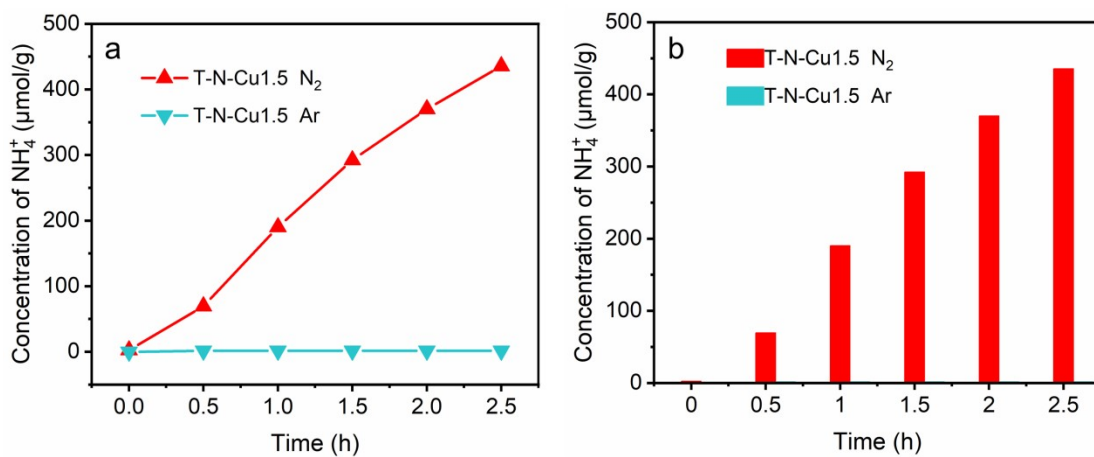 a
T-N-Cu1.5 N₂
T-N-Cu1.5 Ar
Concentration of NH₄⁺ (μmol/g)
500
400
300
200
100
0
0.0 0.5 1.0 1.5 2.0 2.5
Time (h)
b
T-N-Cu1.5 N₂
T-N-Cu1.5 Ar
Concentration of NH₄⁺ (μmol/g)
500
400
300
200
100
0
0 0.5 1 1.5 2 2.5
Time (h)